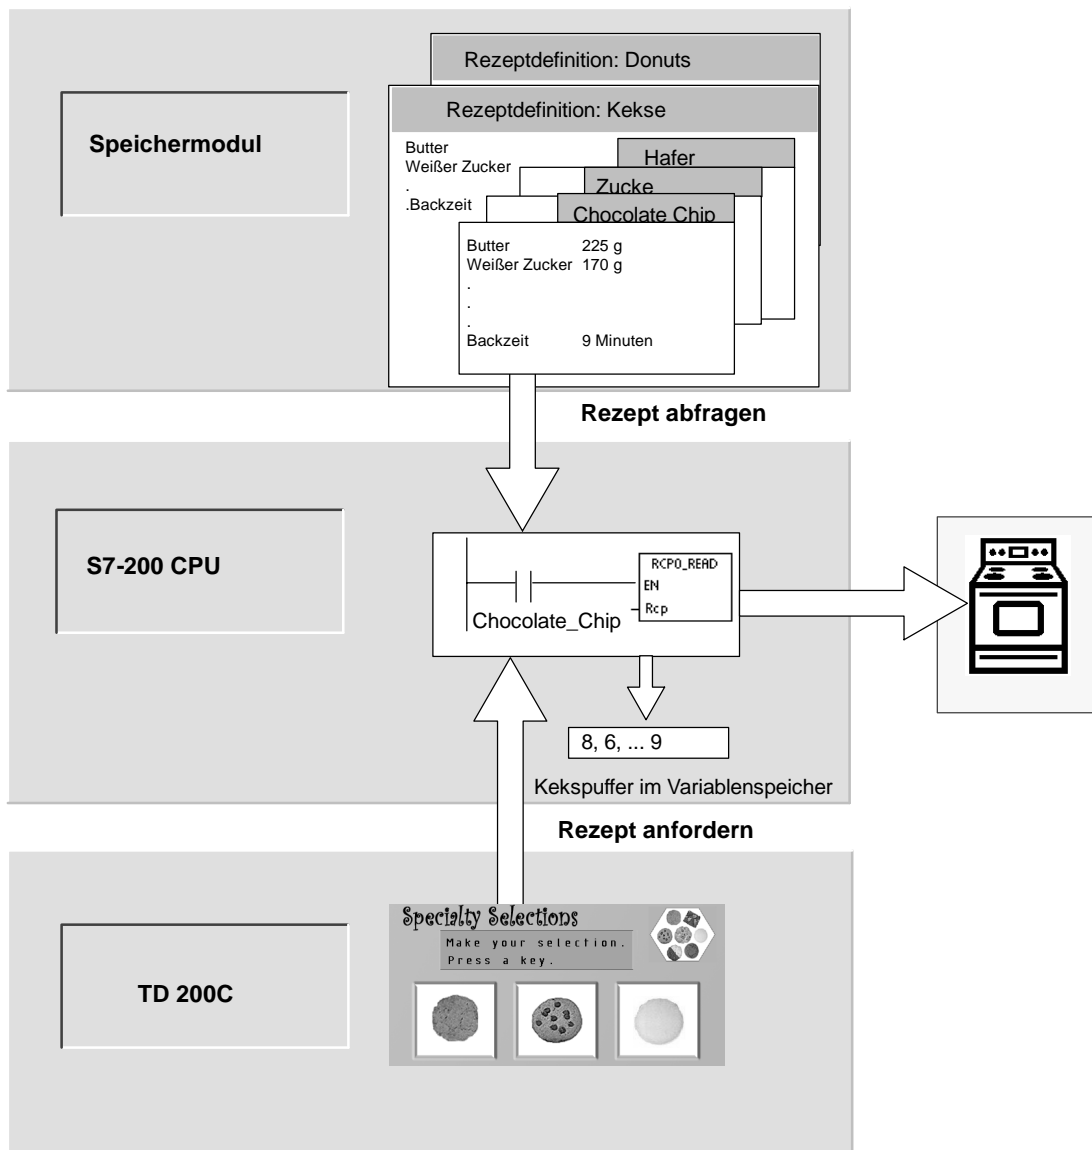 Rezeptdefinition: Donuts
Rezeptdefinition: Kekse
Speichermodul
Butter
Weißer Zucker
.
.Backzeit
Hafer
Zucke
Chocolate Chip
Butter 225 g
Weißer Zucker 170 g
.
.
.
Backzeit 9 Minuten
Rezept abfragen
S7-200 CPU
RCP0_READ
EN
Rcp
Chocolate_Chip
8, 6, ... 9
Kekspuffer im Variablenspeicher
Rezept anfordern
Specialty Selections
Make your selection.
Press a key.
TD 200C